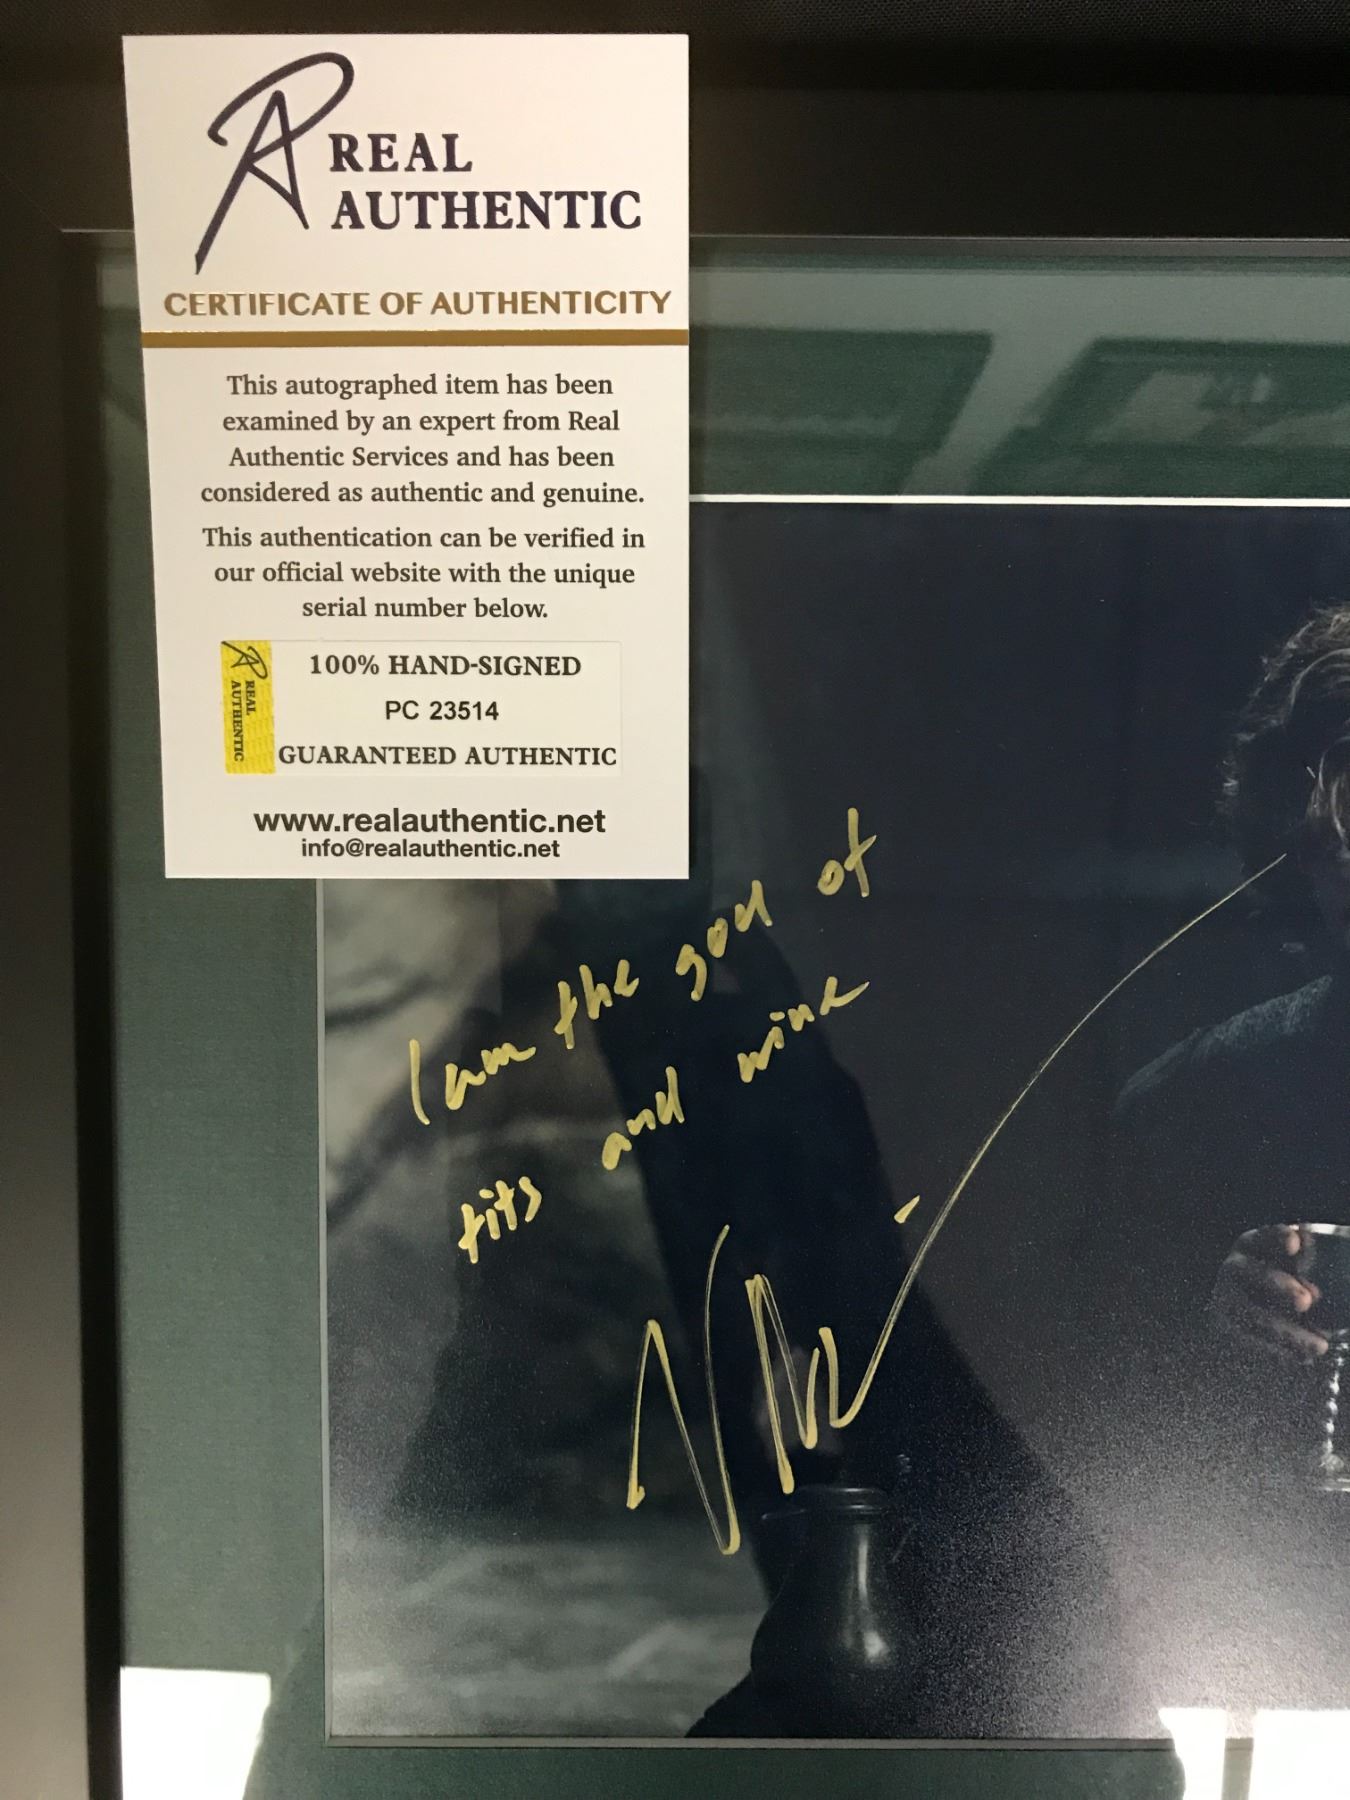 REAL
AUTHENTIC
CERTIFICATE OF AUTHENTICITY
This autographed item has been
examined by an expert from Real
Authentic Services and has been
considered as authentic and genuine.
This authentication can be verified in
our official website with the unique
serial number below.
REAL
AUTHENTIC
100% HAND-SIGNED
PC 23514
GUARANTEED AUTHENTIC
www.realauthentic.net
info@realauthentic.net
I am the god of
tits and wine